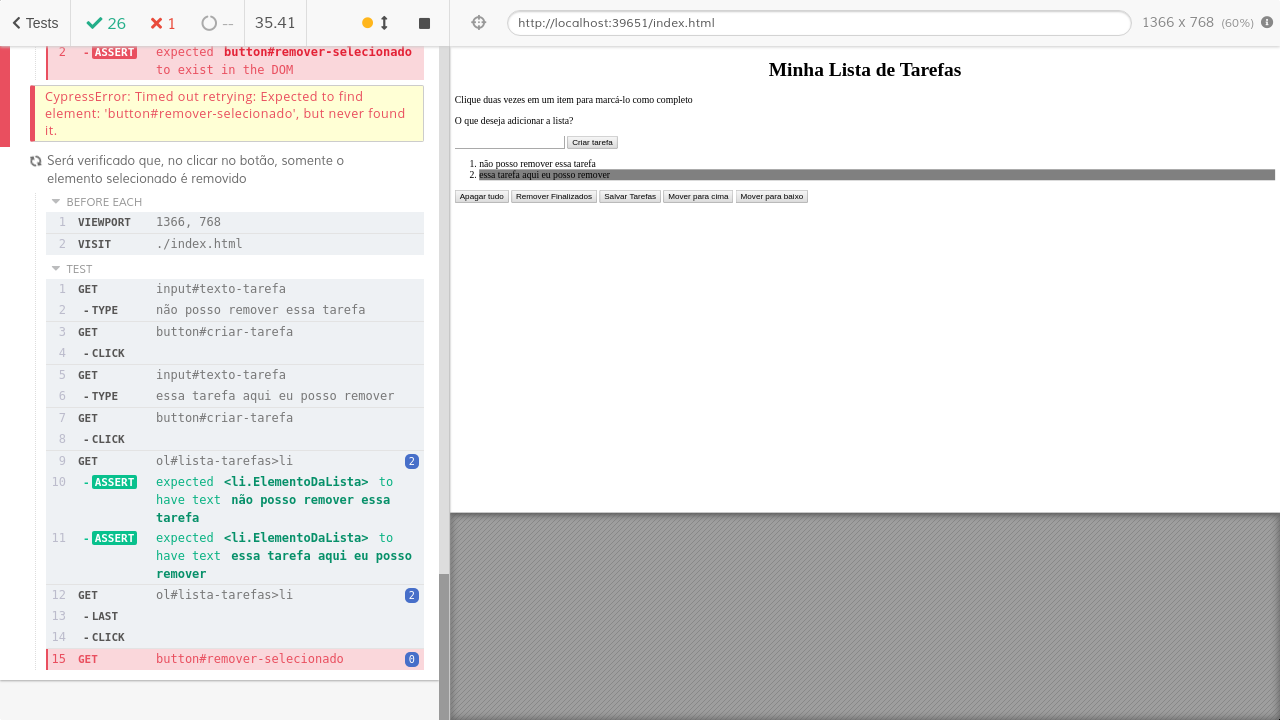 Tests
26
1
--
35.41
http://localhost:39651/index.html
1366 x 768 (60%)
2 - ASSERT expected button#remover-selecionado
to exist in the DOM
CypressError: Timed out retrying: Expected to find
element: 'button#remover-selecionado', but never found
it.
Será verificado que, no clicar no botão, somente o
elemento selecionado é removido
BEFORE EACH
1 VIEWPORT 1366, 768
2 VISIT ./index.html
TEST
1 GET input#texto-tarefa
2 - TYPE não posso remover essa tarefa
3 GET button#criar-tarefa
4 - CLICK
5 GET input#texto-tarefa
6 - TYPE essa tarefa aqui eu posso remover
7 GET button#criar-tarefa
8 - CLICK
9 GET ol#lista-tarefas>li 2
10 - ASSERT expected <li.ElementoDaLista> to
have text não posso remover essa
tarefa
11 - ASSERT expected <li.ElementoDaLista> to
have text essa tarefa aqui eu posso
remover
12 GET ol#lista-tarefas>li 2
13 - LAST
14 - CLICK
15 GET button#remover-selecionado 0
Minha Lista de Tarefas
Clique duas vezes em um item para marcá-lo como completo
O que deseja adicionar a lista?
Criar tarefa
1. não posso remover essa tarefa
2. essa tarefa aqui eu posso remover
Apagar tudo Remover Finalizados Salvar Tarefas Mover para cima Mover para baixo